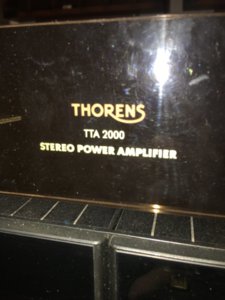 THORENS
TTA 2000
STEREO POWER AMPLIFIER